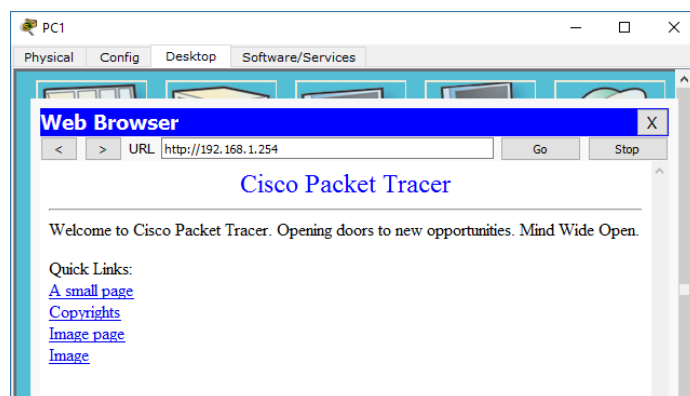 PC1
Physical Config Desktop Software/Services
Web Browser X
< > URL http://192.168.1.254 Go Stop
Cisco Packet Tracer
Welcome to Cisco Packet Tracer. Opening doors to new opportunities. Mind Wide Open.
Quick Links:
A small page
Copyrights
Image page
Image